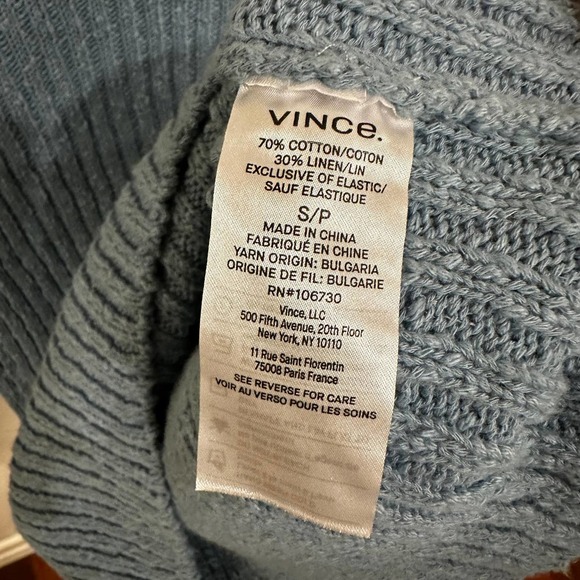 VINCE.
70% COTTON/COTON
30% LINEN/LIN
EXCLUSIVE OF ELASTIC/
SAUF ELASTIQUE
S/P
MADE IN CHINA
FABRIQUÉ EN CHINE
YARN ORIGIN: BULGARIA
ORIGINE DE FIL: BULGARIE
RN#106730
Vince, LLC
500 Fifth Avenue, 20th Floor
New York, NY 10110
11 Rue Saint Florentin
75008 Paris France
SEE REVERSE FOR CARE
VOIR AU VERSO POUR LES SOINS